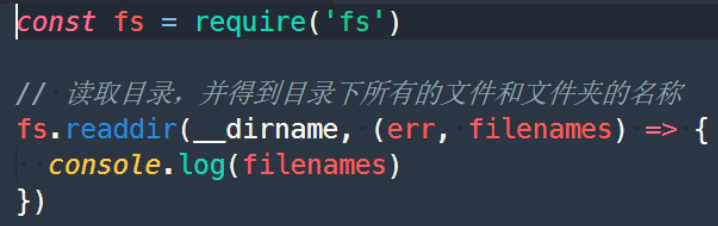 const fs = require('fs')
// 读取目录，并得到目录下所有的文件和文件夹的名称
fs.readdir(__dirname, (err, filenames) => {
  console.log(filenames)
})